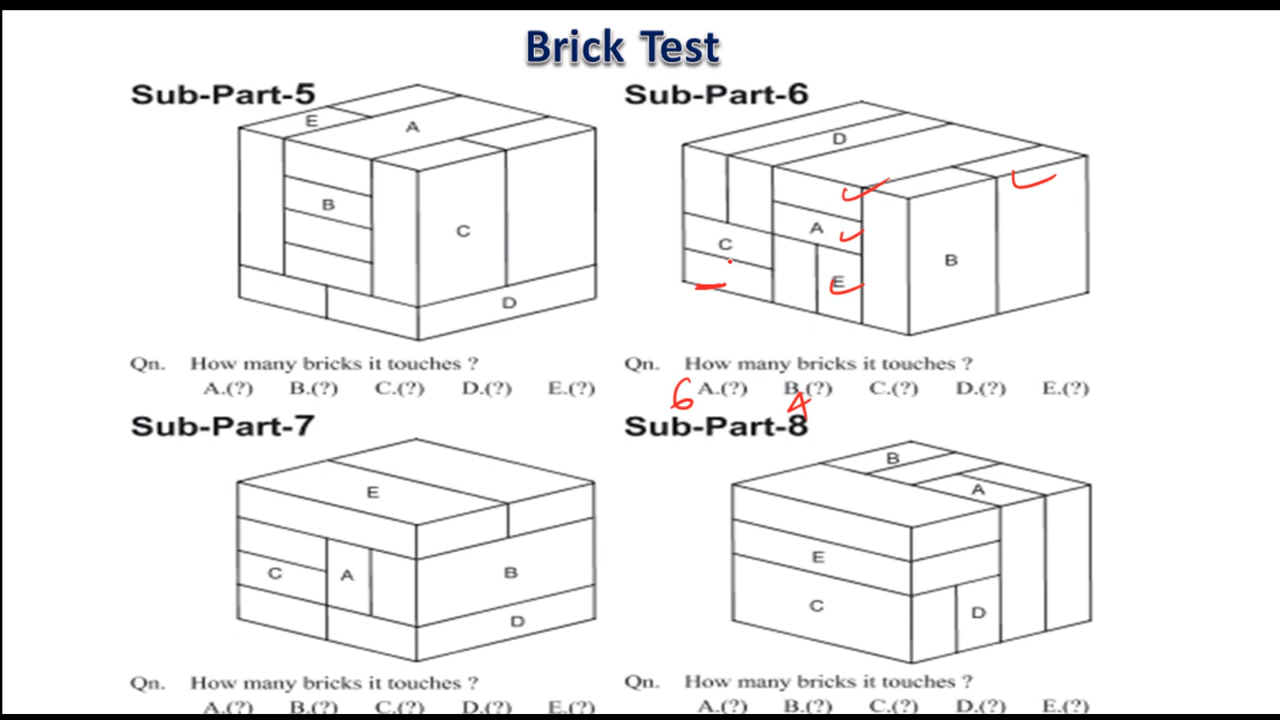 Brick Test
Sub-Part-5
E
A
B
C
D
Qn. How many bricks it touches ?
A.(?) B.(?) C.(?) D.(?) E.(?)
Sub-Part-6
D
A
C
E
B
Qn. How many bricks it touches ?
6 A.(?) B.(?) C.(?) D.(?) E.(?)
4
Sub-Part-7
E
C
A
B
D
Qn. How many bricks it touches ?
A.(?) B.(?) C.(?) D.(?) E.(?)
Sub-Part-8
B
A
E
C
D
Qn. How many bricks it touches ?
A.(?) B.(?) C.(?) D.(?) E.(?)